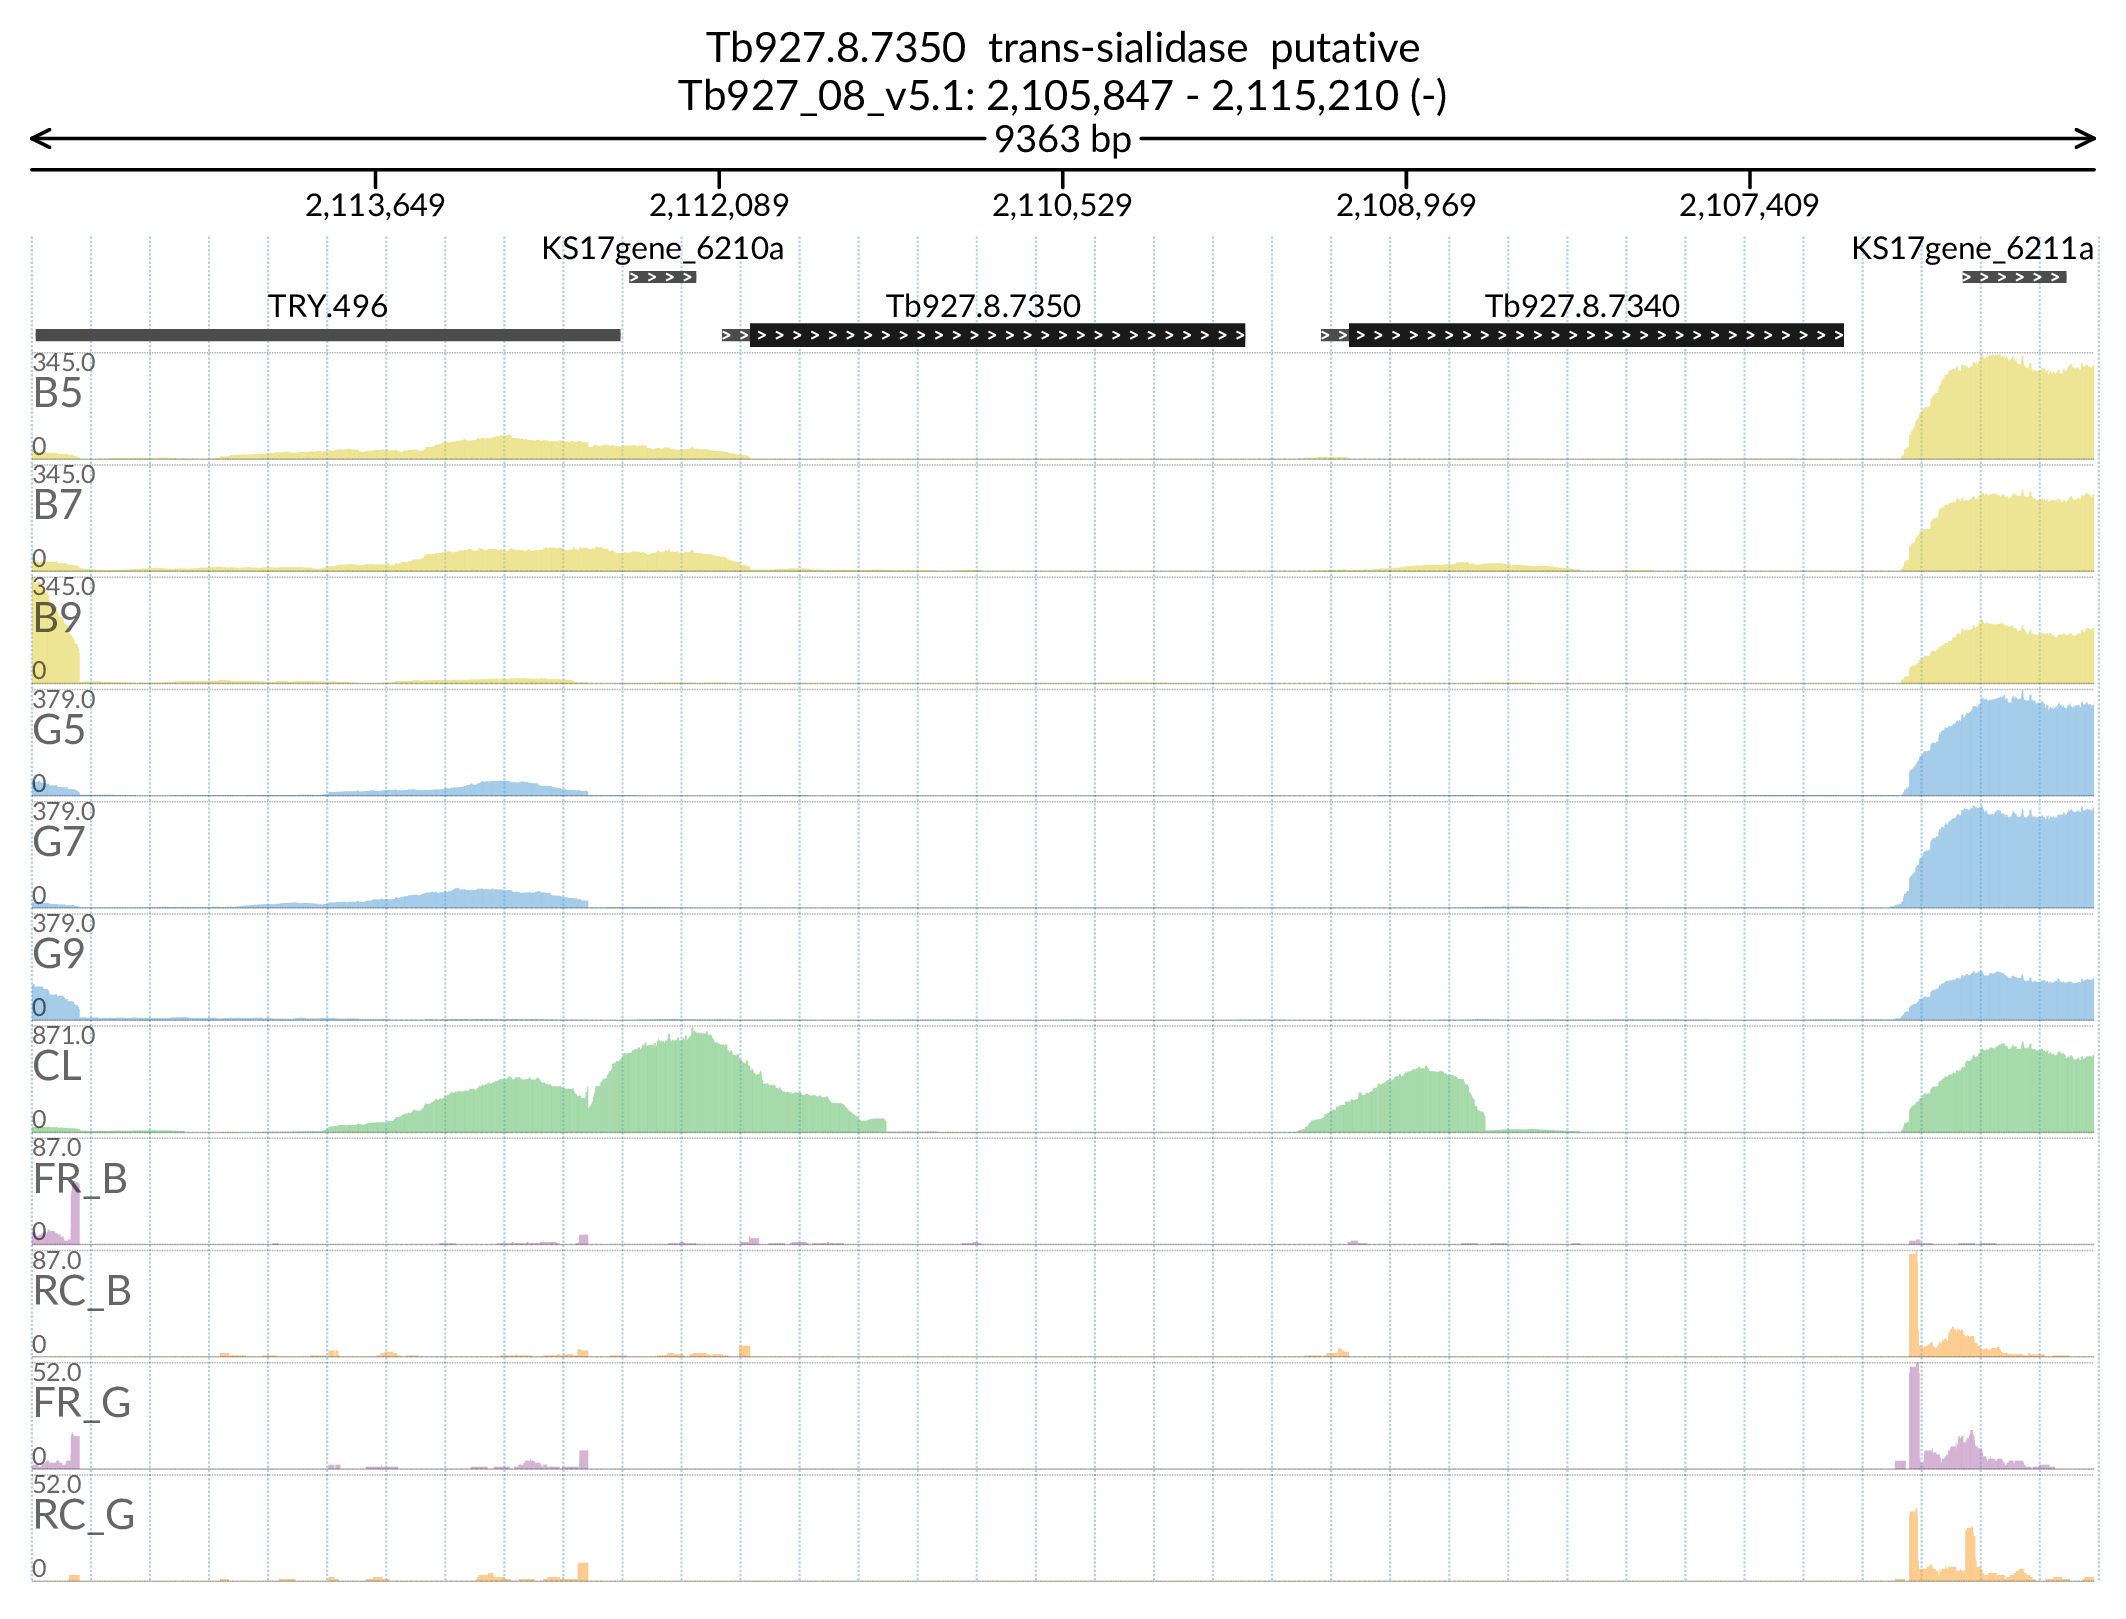 Tb927.8.7350 trans-sialidase putative
Tb927_08_v5.1: 2,105,847 - 2,115,210 (-)
9363 bp
2,113,649 2,112,089 2,110,529 2,108,969 2,107,409
KS17gene_6210a KS17gene_6211a
TRY.496 Tb927.8.7350 Tb927.8.7340
345.0
B5
0
345.0
B7
0
345.0
B9
0
379.0
G5
0
379.0
G7
0
379.0
G9
0
871.0
CL
0
87.0
FR_B
0
87.0
RC_B
0
52.0
FR_G
0
52.0
RC_G
0